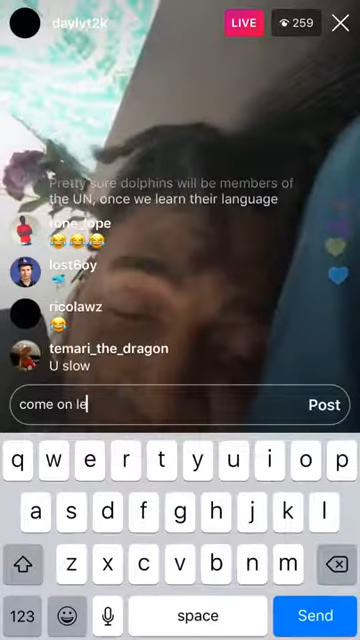 daylyt2k
LIVE
259
Pretty sure dolphins will be members of
the UN, once we learn their language
lost6oy
ricolawz
temari_the_dragon
U slow
come on le
Post
q w e r t y u i o p
a s d f g h j k l
z x c v b n m
123
space
Send